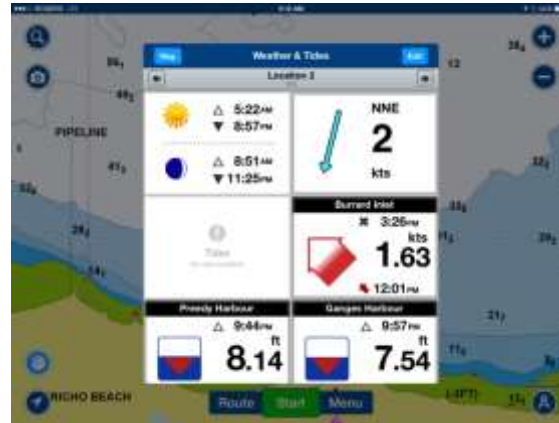 Map
Weather & Tides
Edit
Location 2
5:22AM
8:57PM
8:51AM
11:25PM
NNE
2
kts
Tides
Burrard Inlet
3:26PM
kts
1.63
12:01PM
Preedy Harbour
9:44PM
ft
8.14
Ganges Harbour
9:57PM
ft
7.54
PIPELINE
RICHO BEACH
Route
Start
Menu